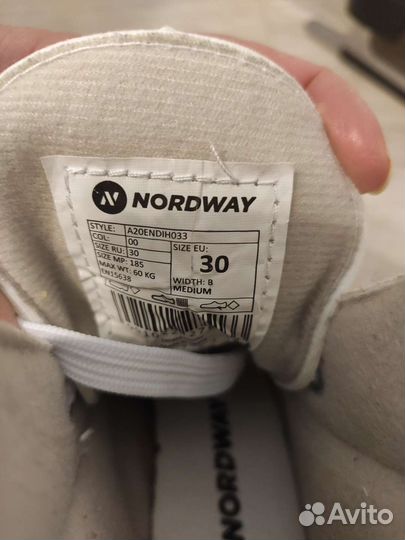 NORDWAY
STYLE: A20ENDIH033
COL: 00
SIZE RU: 30 SIZE EU:
SIZE MP: 185 30
MAX WT: 60 KG
EN15638 WIDTH: B
MEDIUM
NORDWAY
Avito